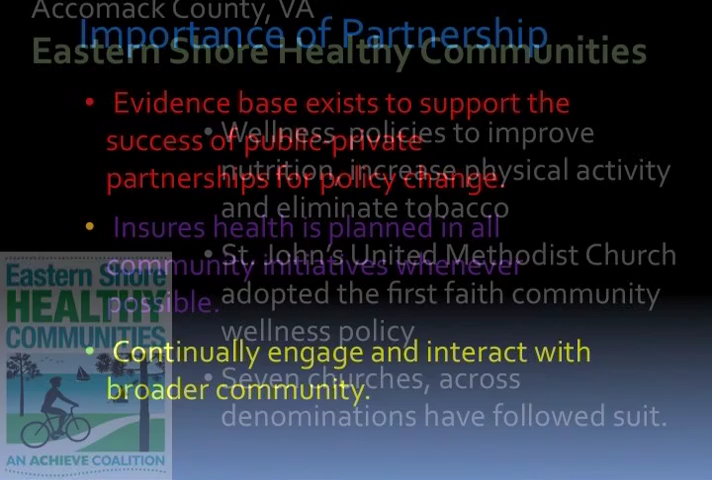 Accomack County, VA
Importance of Partnership
Eastern Shore Healthy Communities
• Evidence base exists to support the
success of public-private
partnerships for policy change.
• Insures health is planned in all
community initiatives whenever
possible.
• Continually engage and interact with
broader community.
• Wellness policies to improve
nutrition, increase physical activity
and eliminate tobacco
• St. John's United Methodist Church
adopted the first faith community
wellness policy
• Seven churches, across
denominations have followed suit.
Eastern Shore
HEALTHY
COMMUNITIES
AN ACHIEVE COALITION